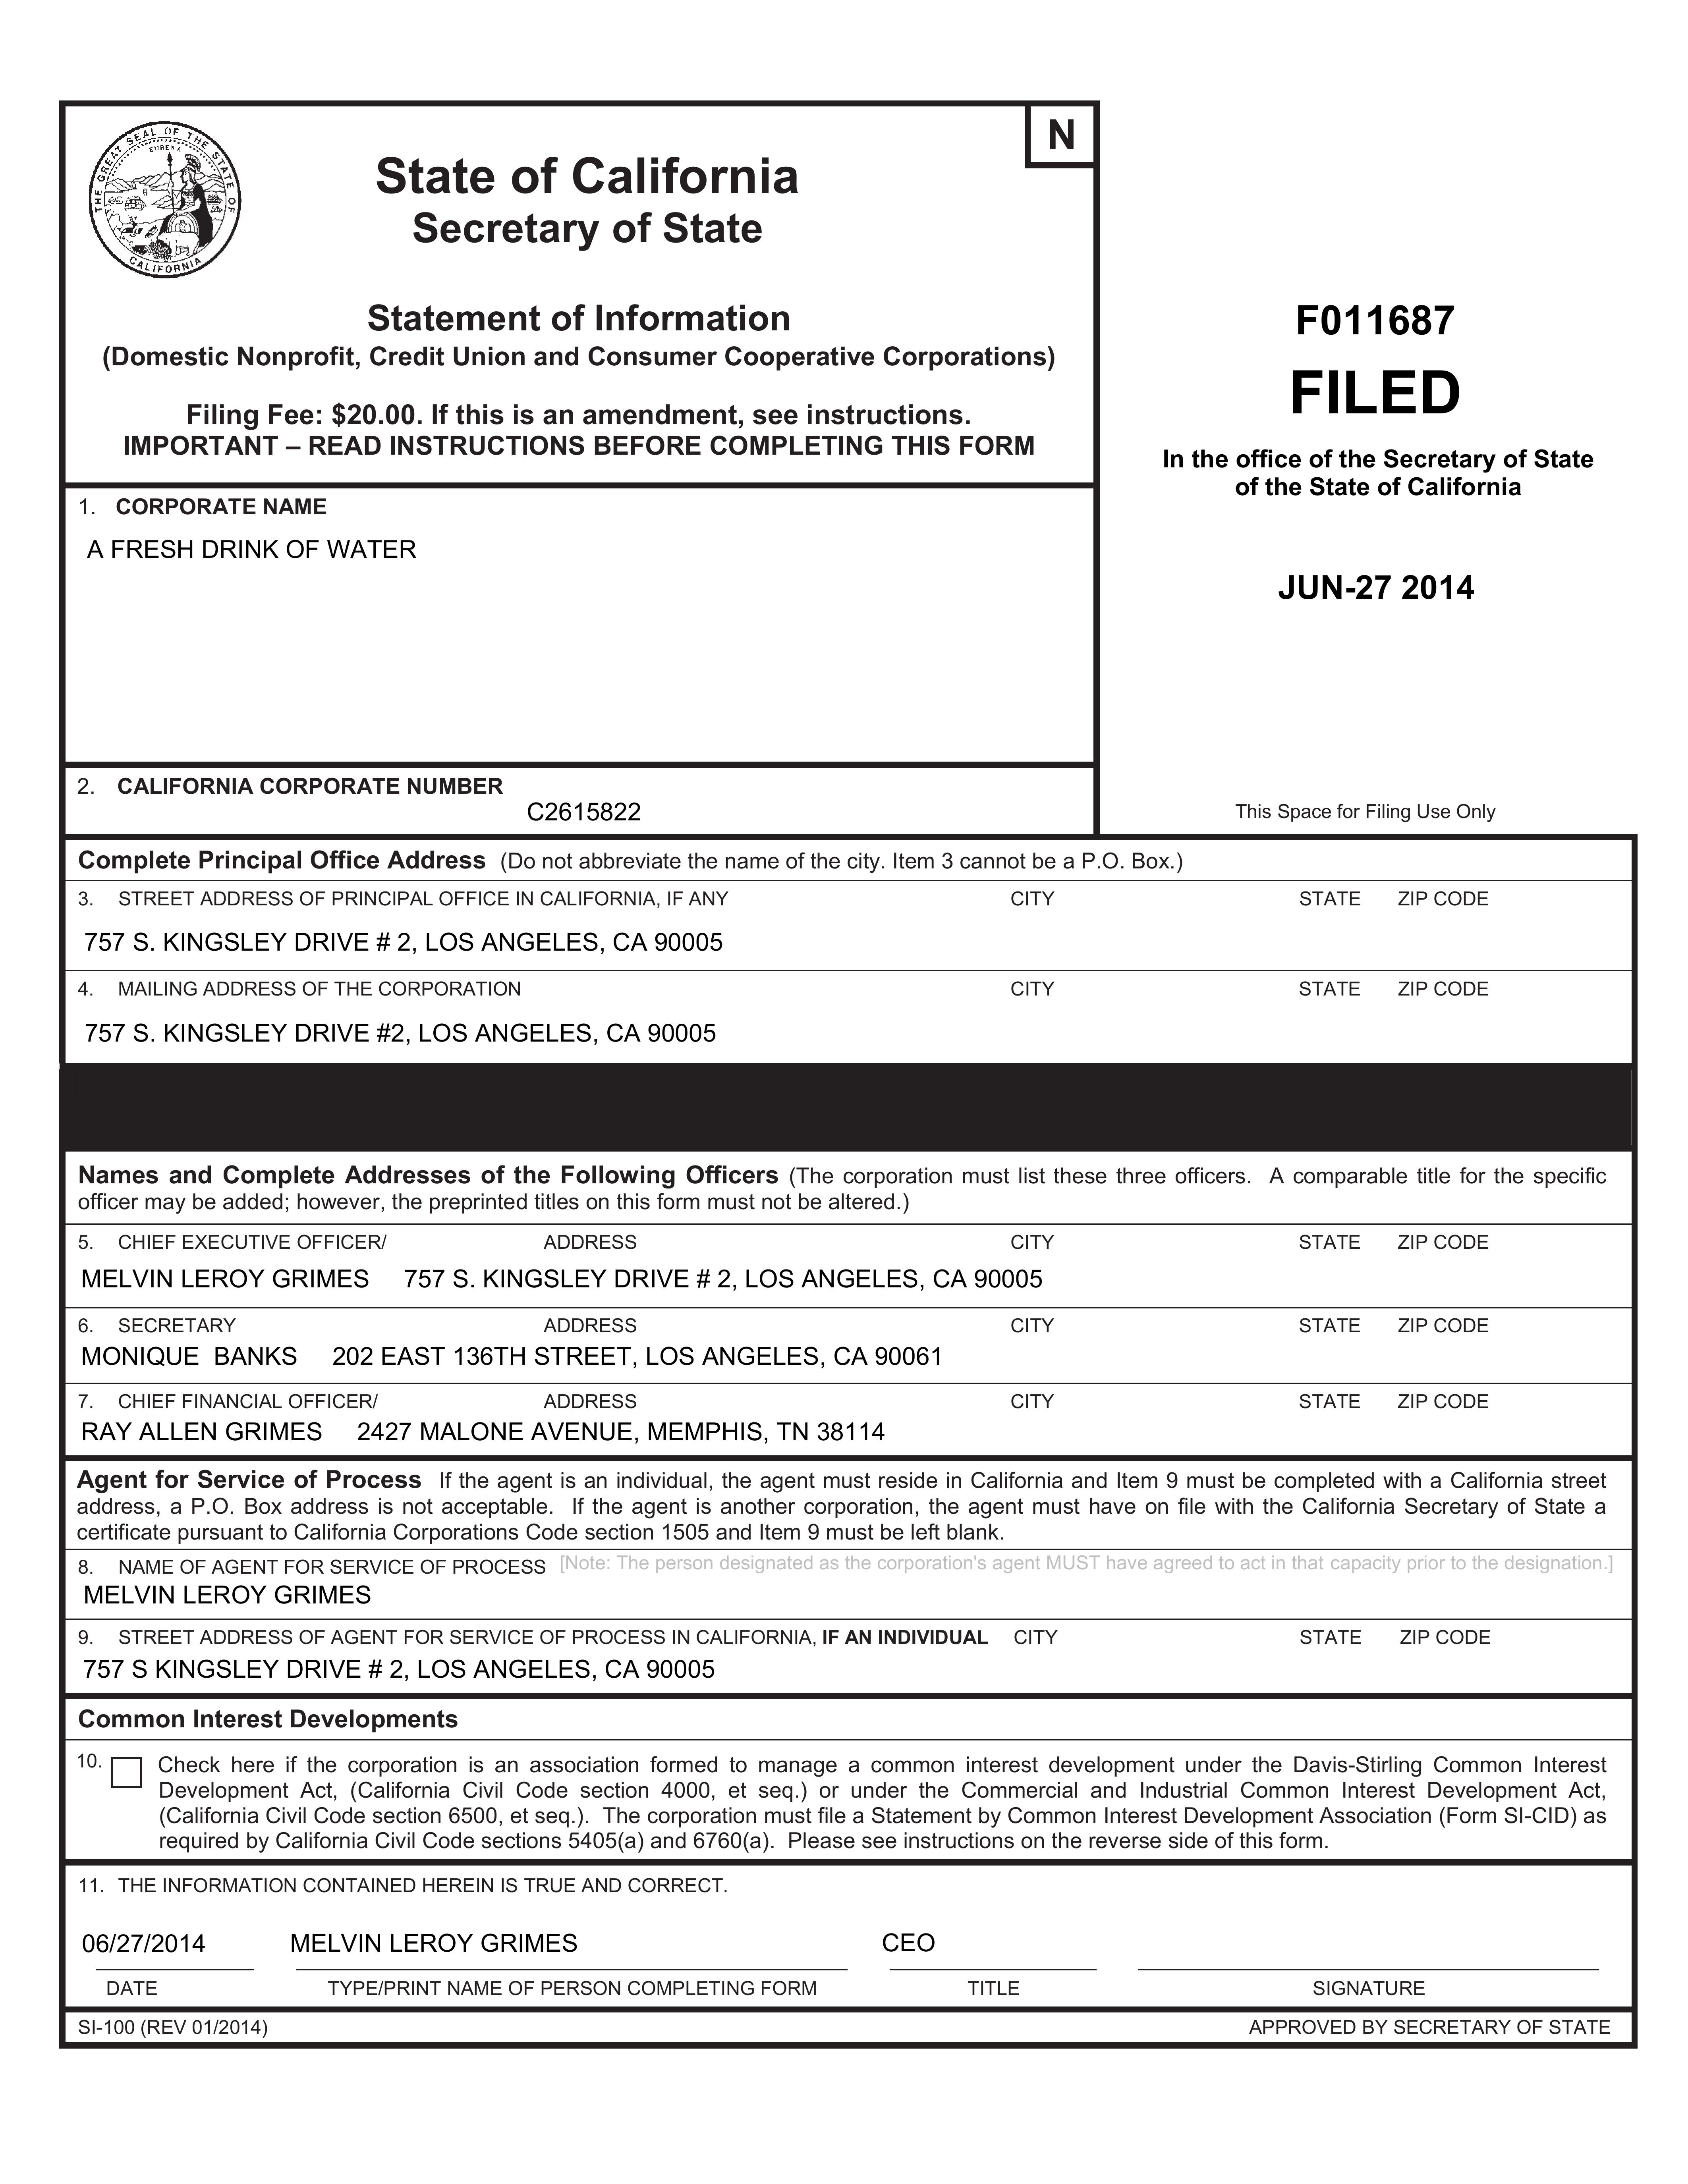 THE GREAT SEAL OF THE STATE OF CALIFORNIA
EUREKA
N
State of California
Secretary of State
Statement of Information
(Domestic Nonprofit, Credit Union and Consumer Cooperative Corporations)
Filing Fee: $20.00. If this is an amendment, see instructions.
IMPORTANT – READ INSTRUCTIONS BEFORE COMPLETING THIS FORM
F011687
FILED
In the office of the Secretary of State
of the State of California
JUN-27 2014
1. CORPORATE NAME
A FRESH DRINK OF WATER
2. CALIFORNIA CORPORATE NUMBER
C2615822
This Space for Filing Use Only
Complete Principal Office Address (Do not abbreviate the name of the city. Item 3 cannot be a P.O. Box.)
3. STREET ADDRESS OF PRINCIPAL OFFICE IN CALIFORNIA, IF ANY CITY STATE ZIP CODE
757 S. KINGSLEY DRIVE # 2, LOS ANGELES, CA 90005
4. MAILING ADDRESS OF THE CORPORATION CITY STATE ZIP CODE
757 S. KINGSLEY DRIVE #2, LOS ANGELES, CA 90005
Names and Complete Addresses of the Following Officers (The corporation must list these three officers. A comparable title for the specific
officer may be added; however, the preprinted titles on this form must not be altered.)
5. CHIEF EXECUTIVE OFFICER/ ADDRESS CITY STATE ZIP CODE
MELVIN LEROY GRIMES 757 S. KINGSLEY DRIVE # 2, LOS ANGELES, CA 90005
6. SECRETARY ADDRESS CITY STATE ZIP CODE
MONIQUE BANKS 202 EAST 136TH STREET, LOS ANGELES, CA 90061
7. CHIEF FINANCIAL OFFICER/ ADDRESS CITY STATE ZIP CODE
RAY ALLEN GRIMES 2427 MALONE AVENUE, MEMPHIS, TN 38114
Agent for Service of Process If the agent is an individual, the agent must reside in California and Item 9 must be completed with a California street
address, a P.O. Box address is not acceptable. If the agent is another corporation, the agent must have on file with the California Secretary of State a
certificate pursuant to California Corporations Code section 1505 and Item 9 must be left blank.
8. NAME OF AGENT FOR SERVICE OF PROCESS [Note: The person designated as the corporation's agent MUST have agreed to act in that capacity prior to the designation.]
MELVIN LEROY GRIMES
9. STREET ADDRESS OF AGENT FOR SERVICE OF PROCESS IN CALIFORNIA, IF AN INDIVIDUAL CITY STATE ZIP CODE
757 S KINGSLEY DRIVE # 2, LOS ANGELES, CA 90005
Common Interest Developments
10. Check here if the corporation is an association formed to manage a common interest development under the Davis-Stirling Common Interest
Development Act, (California Civil Code section 4000, et seq.) or under the Commercial and Industrial Common Interest Development Act,
(California Civil Code section 6500, et seq.). The corporation must file a Statement by Common Interest Development Association (Form SI-CID) as
required by California Civil Code sections 5405(a) and 6760(a). Please see instructions on the reverse side of this form.
11. THE INFORMATION CONTAINED HEREIN IS TRUE AND CORRECT.
06/27/2014 MELVIN LEROY GRIMES CEO
DATE TYPE/PRINT NAME OF PERSON COMPLETING FORM TITLE SIGNATURE
SI-100 (REV 01/2014) APPROVED BY SECRETARY OF STATE